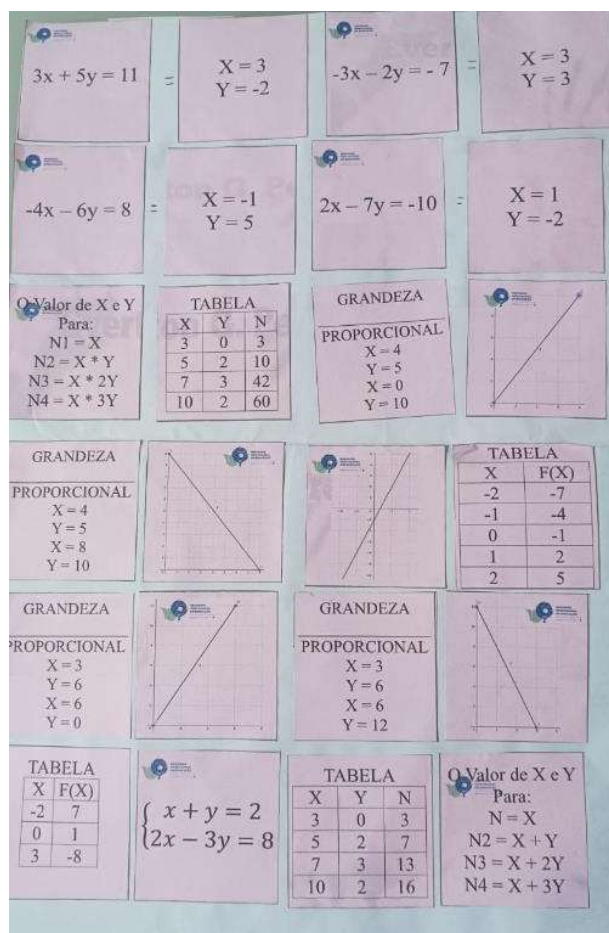 3x + 5y = 11
=
X = 3
Y = -2
-3x – 2y = - 7
=
X = 3
Y = 3
-4x – 6y = 8
=
X = -1
Y = 5
2x – 7y = -10
=
X = 1
Y = -2
O Valor de X e Y
Para:
N1 = X
N2 = X * Y
N3 = X * 2Y
N4 = X * 3Y
TABELA
X Y N
3 0 3
5 2 10
7 3 42
10 2 60
GRANDEZA
PROPORCIONAL
X = 4
Y = 5
X = 0
Y = 10
GRANDEZA
PROPORCIONAL
X = 4
Y = 5
X = 8
Y = 10
TABELA
X F(X)
-2 -7
-1 -4
0 -1
1 2
2 5
GRANDEZA
PROPORCIONAL
X = 3
Y = 6
X = 6
Y = 0
GRANDEZA
PROPORCIONAL
X = 3
Y = 6
X = 6
Y = 12
TABELA
X F(X)
-2 7
0 1
3 -8
x + y = 2
2x – 3y = 8
TABELA
X Y N
3 0 3
5 2 7
7 3 13
10 2 16
O Valor de X e Y
Para:
N = X
N2 = X + Y
N3 = X + 2Y
N4 = X + 3Y